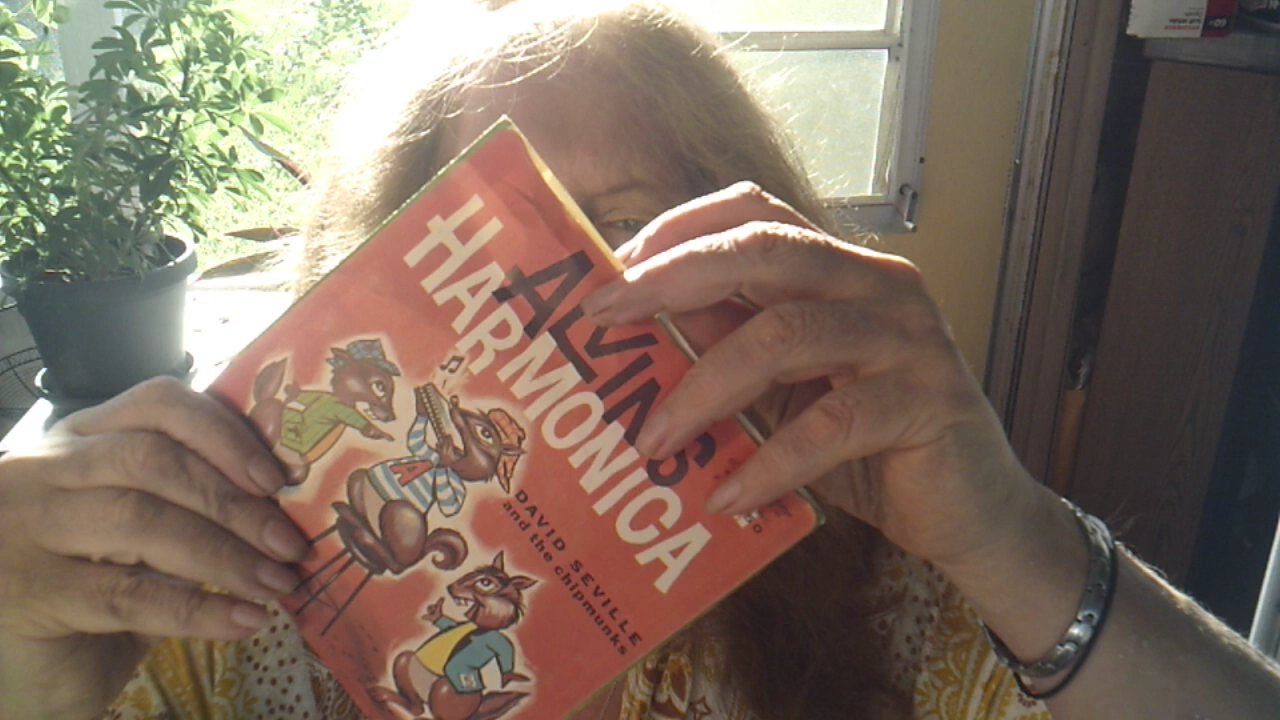 ALVIN'S
HARMONICA
DAVID SEVILLE
and the chipmunks
A